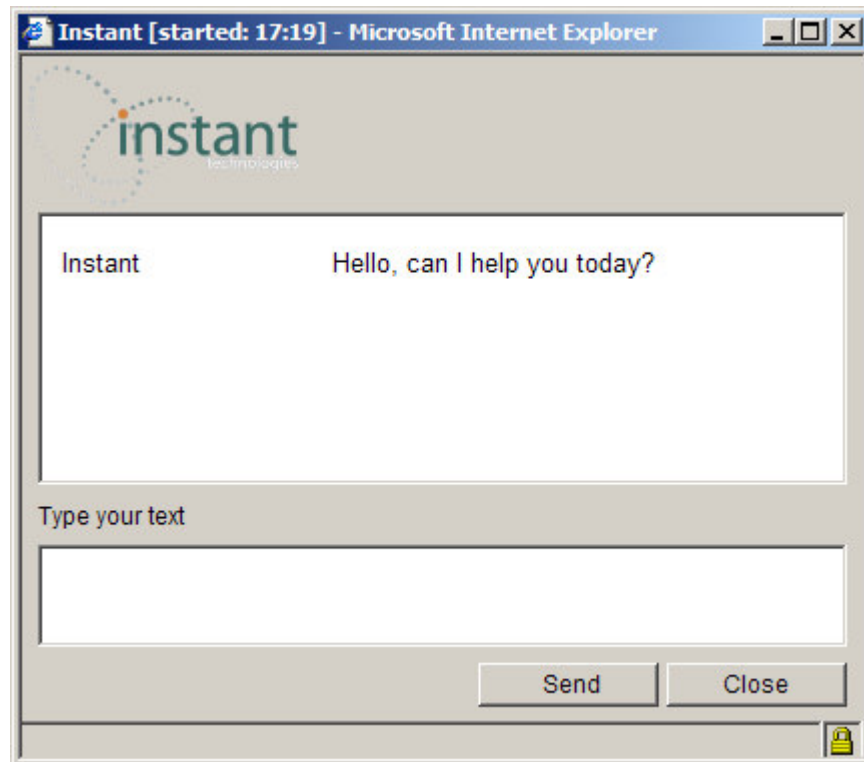 Instant [started: 17:19] - Microsoft Internet Explorer
instant
technologies
Instant Hello, can I help you today?
Type your text
Send Close